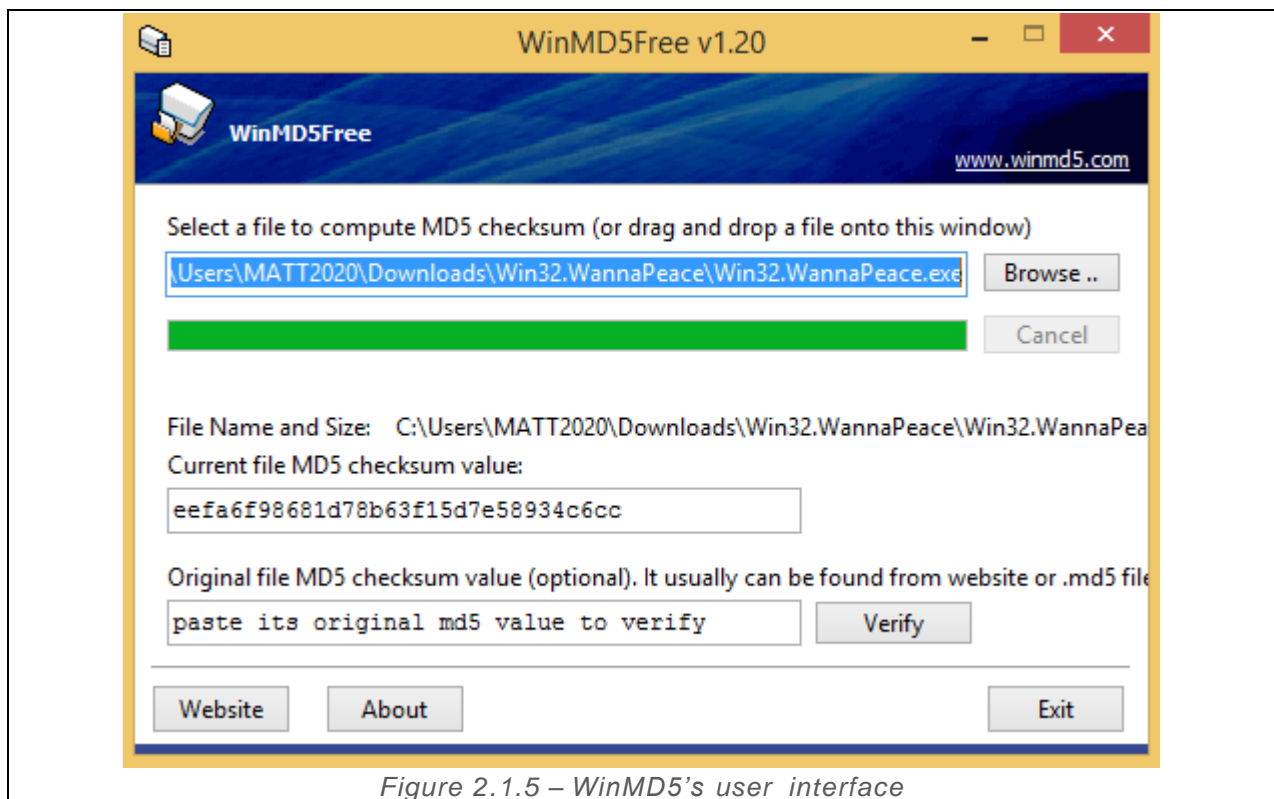 WinMD5Free v1.20
WinMD5Free
www.winmd5.com
Select a file to compute MD5 checksum (or drag and drop a file onto this window)
\Users\MATT2020\Downloads\Win32.WannaPeace\Win32.WannaPeace.exe Browse ..
Cancel
File Name and Size: C:\Users\MATT2020\Downloads\Win32.WannaPeace\Win32.WannaPea
Current file MD5 checksum value:
eefa6f98681d78b63f15d7e58934c6cc
Original file MD5 checksum value (optional). It usually can be found from website or .md5 file
paste its original md5 value to verify Verify
Website About Exit
Figure 2.1.5 – WinMD5’s user interface